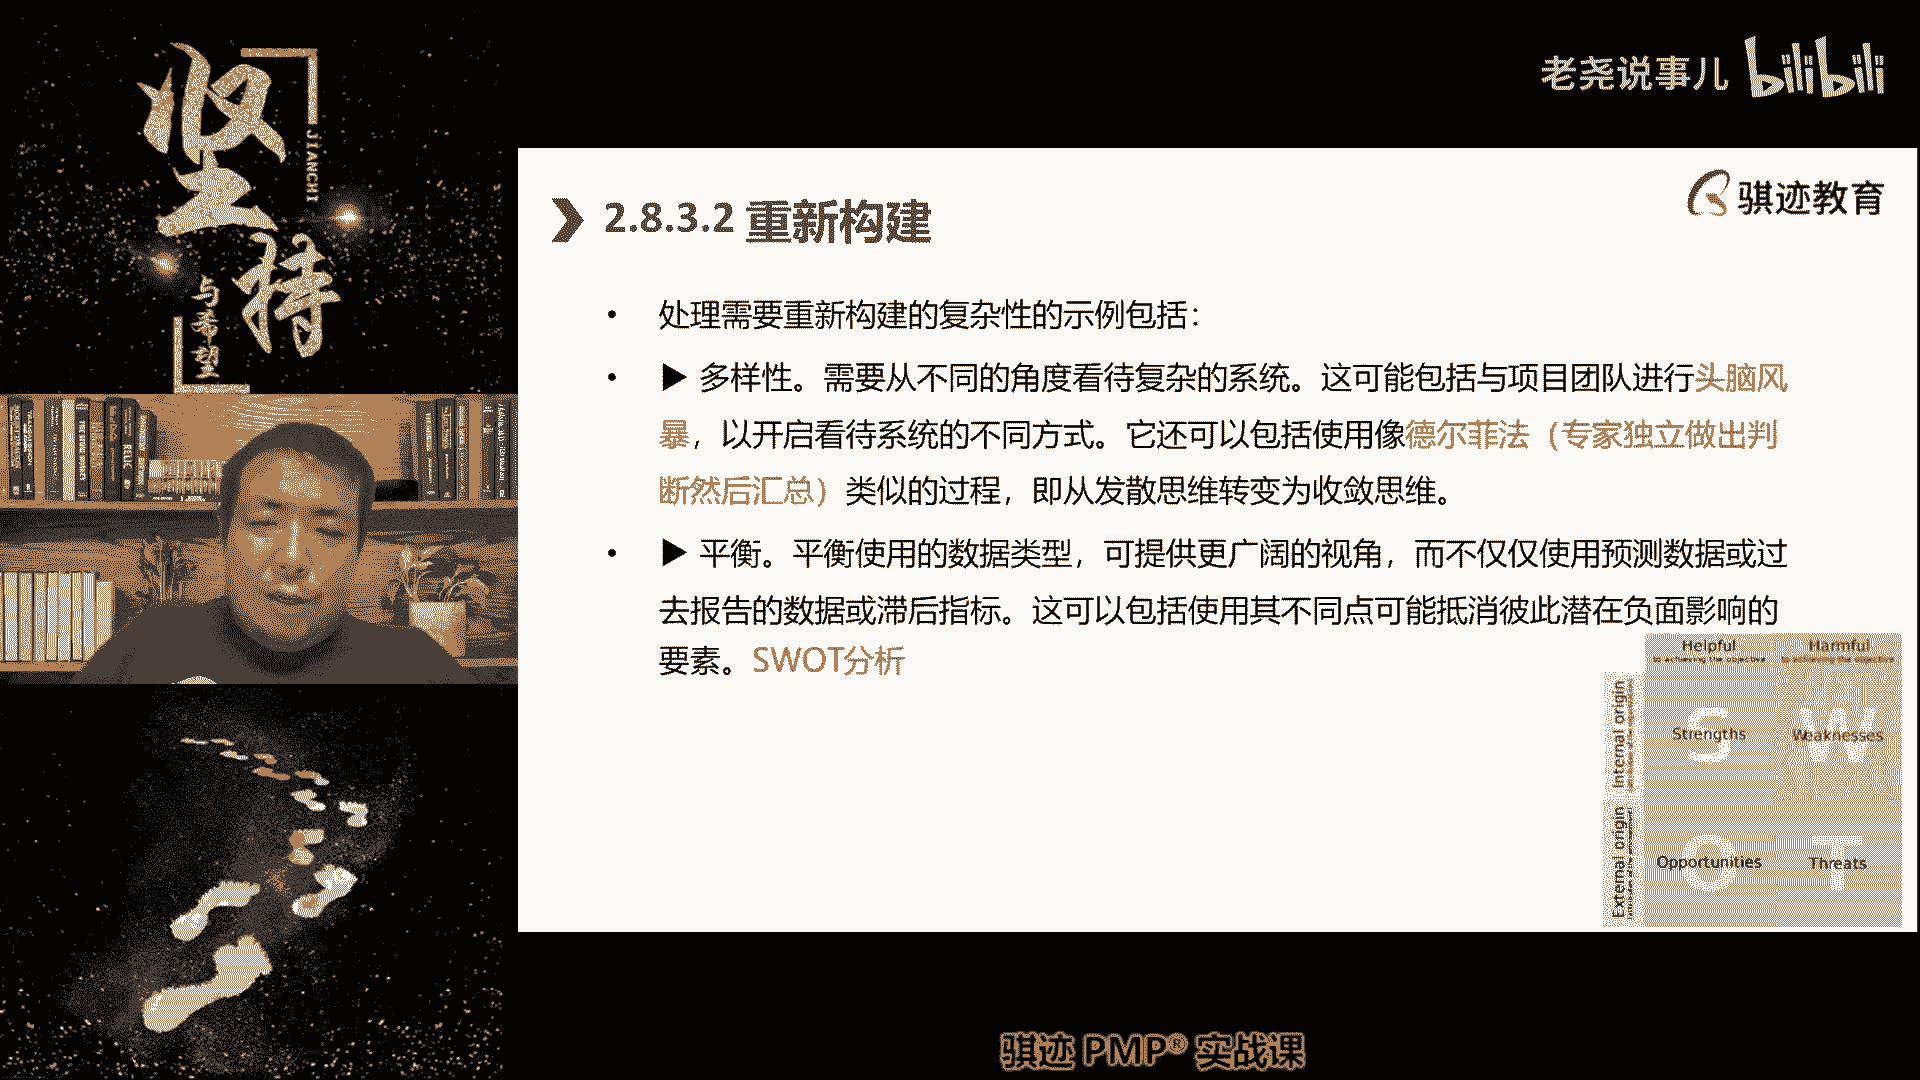 坚持
JIANCHI
与希望
老尧说事儿 bilibili
骐迹教育
2.8.3.2 重新构建
• 处理需要重新构建的复杂性的示例包括：
• ▶ 多样性。需要从不同的角度看待复杂的系统。这可能包括与项目团队进行头脑风
暴，以开启看待系统的不同方式。它还可以包括使用像德尔菲法（专家独立做出判
断然后汇总）类似的过程，即从发散思维转变为收敛思维。
• ▶ 平衡。平衡使用的数据类型，可提供更广阔的视角，而不仅仅使用预测数据或过
去报告的数据或滞后指标。这可以包括使用其不同点可能抵消彼此潜在负面影响的
要素。SWOT分析
Helpful
to achieving the objective
Harmful
to achieving the objective
Internal origin
S
Strengths
W
Weaknesses
External origin
O
Opportunities
T
Threats
骐迹 PMP® 实战课